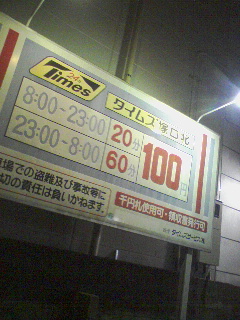 24h
Times
タイムズ塚口北
8:00-23:00 20分
23:00-8:00 60分
100円
場での盗難及び事故等に
切の責任は負いかねます。
千円札使用可・領収書発行可